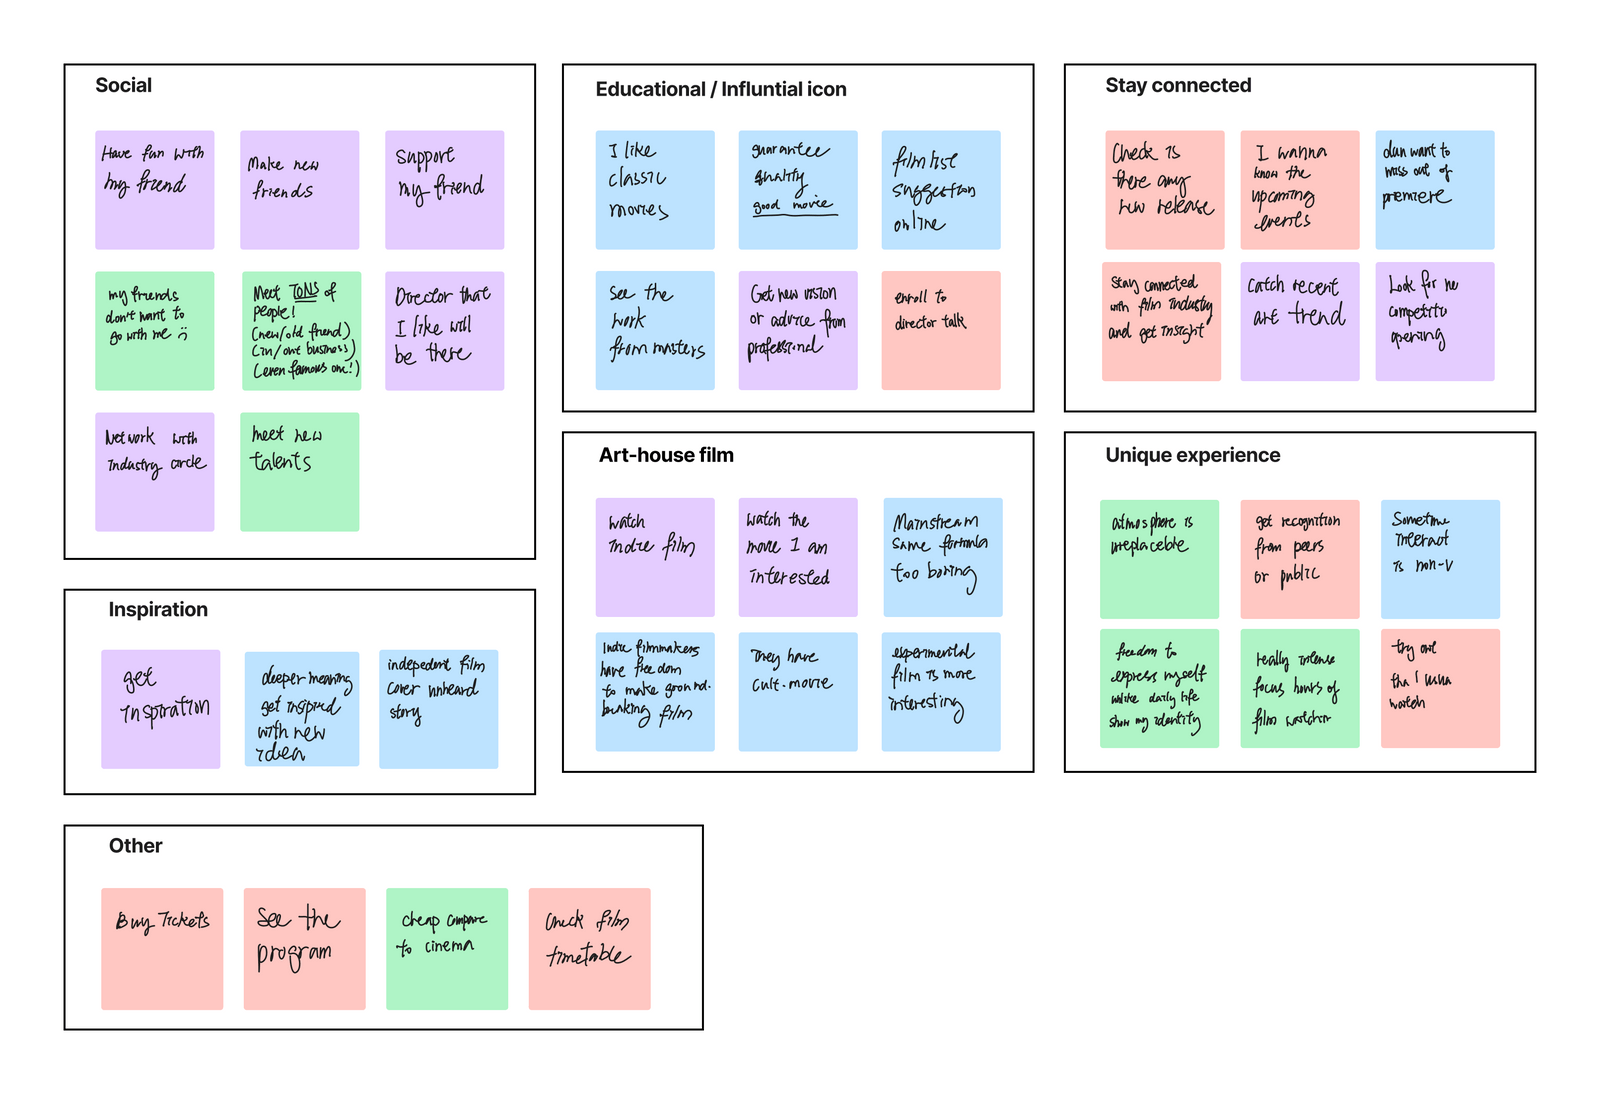 Social
Have fun with
my friend
Make new
friends
Support
my friend
my friends
don't want to
go with me :(
Meet TONS of
people!
(new/old friend)
(in/out business)
(even famous one!)
Director that
I like will
be there
Network with
Industry circle
meet new
talents
Educational / Influntial icon
I like
classic
movies
guarantee
quality
good movie
film list
suggestion
online
See the
work
from masters
Get new vision
or advice from
professional
enroll to
director talk
Stay connected
Check is
there any
new release
I wanna
know the
upcoming
events
dun want to
miss out of
premiere
Stay connected
with film industry
and get insight
Catch recent
art trend
Look for
competitio
opening
Inspiration
get
inspiration
deeper meaning
get inspired
with new
idea
indepedent film
cover unheard
story
Art-house film
Watch
indie film
Watch the
movie I am
interested
Mainstream
same formula
too boring
Indie filmmakers
have freedom
to make ground-
breaking film
They have
cult-movie
experimental
film is more
interesting
Unique experience
atmosphere is
irreplaceble
get recognition
from peers
or public
Sometime
interact
is non-v
freedom to
express myself
unlike daily life
show my identity
really intense
focus hours of
film
try out
watch
Other
Buy Tickets
See the
program
cheap compare
to cinema
Check film
timetable